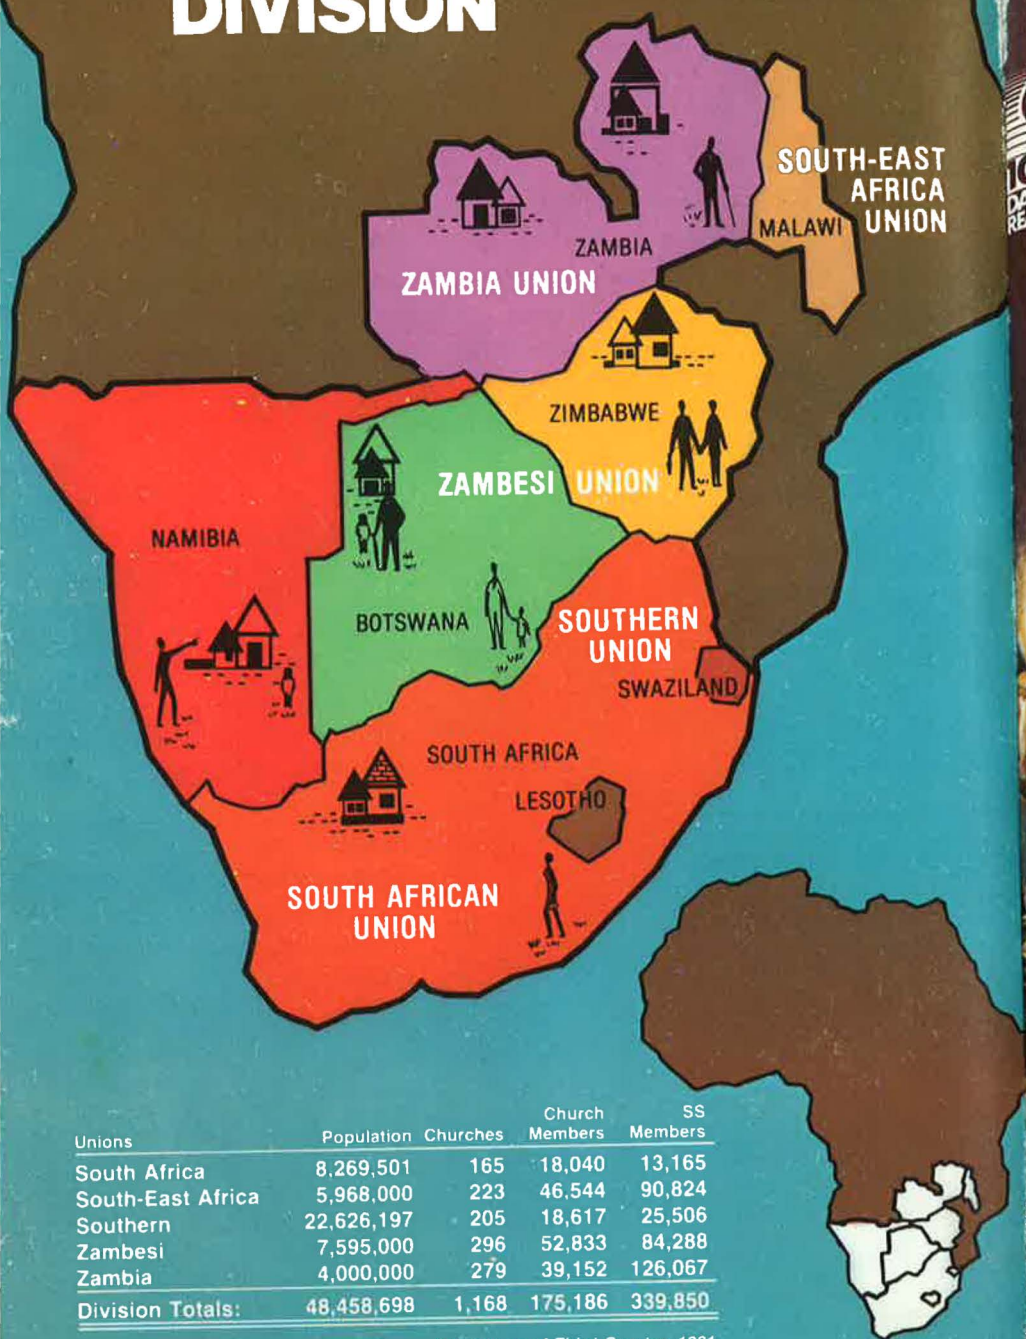 DIVISION
SOUTH-EAST
AFRICA
UNION
MALAWI
ZAMBIA
ZAMBIA UNION
ZIMBABWE
ZAMBESI UNION
NAMIBIA
BOTSWANA
SOUTHERN
UNION
SWAZILAND
SOUTH AFRICA
LESOTHO
SOUTH AFRICAN
UNION
Unions Population Churches Church Members SS Members
South Africa 8,269,501 165 18,040 13,165
South-East Africa 5,968,000 223 46,544 90,824
Southern 22,626,197 205 18,617 25,506
Zambesi 7,595,000 296 52,833 84,288
Zambia 4,000,000 279 39,152 126,067
Division Totals: 48,458,698 1,168 175,186 339,850